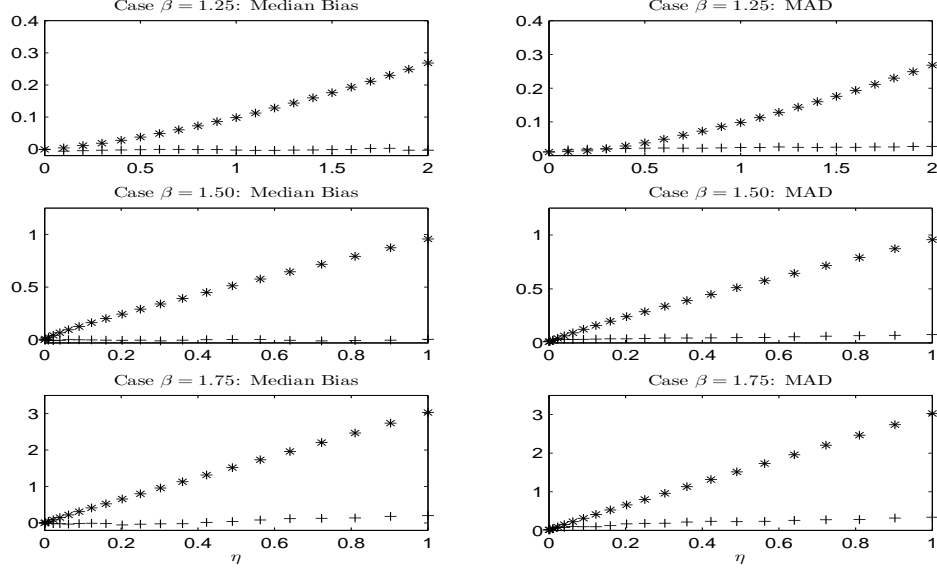 Case β = 1.25: Median Bias
0.4
0.3
0.2
0.1
0
0 0.5 1 1.5 2
Case β = 1.25: MAD
0.4
0.3
0.2
0.1
0
0 0.5 1 1.5 2
Case β = 1.50: Median Bias
1
0.5
0
0 0.2 0.4 0.6 0.8 1
Case β = 1.50: MAD
1
0.5
0
0 0.2 0.4 0.6 0.8 1
Case β = 1.75: Median Bias
3
2
1
0
0 0.2 0.4 0.6 0.8 1
η
Case β = 1.75: MAD
3
2
1
0
0 0.2 0.4 0.6 0.8 1
η